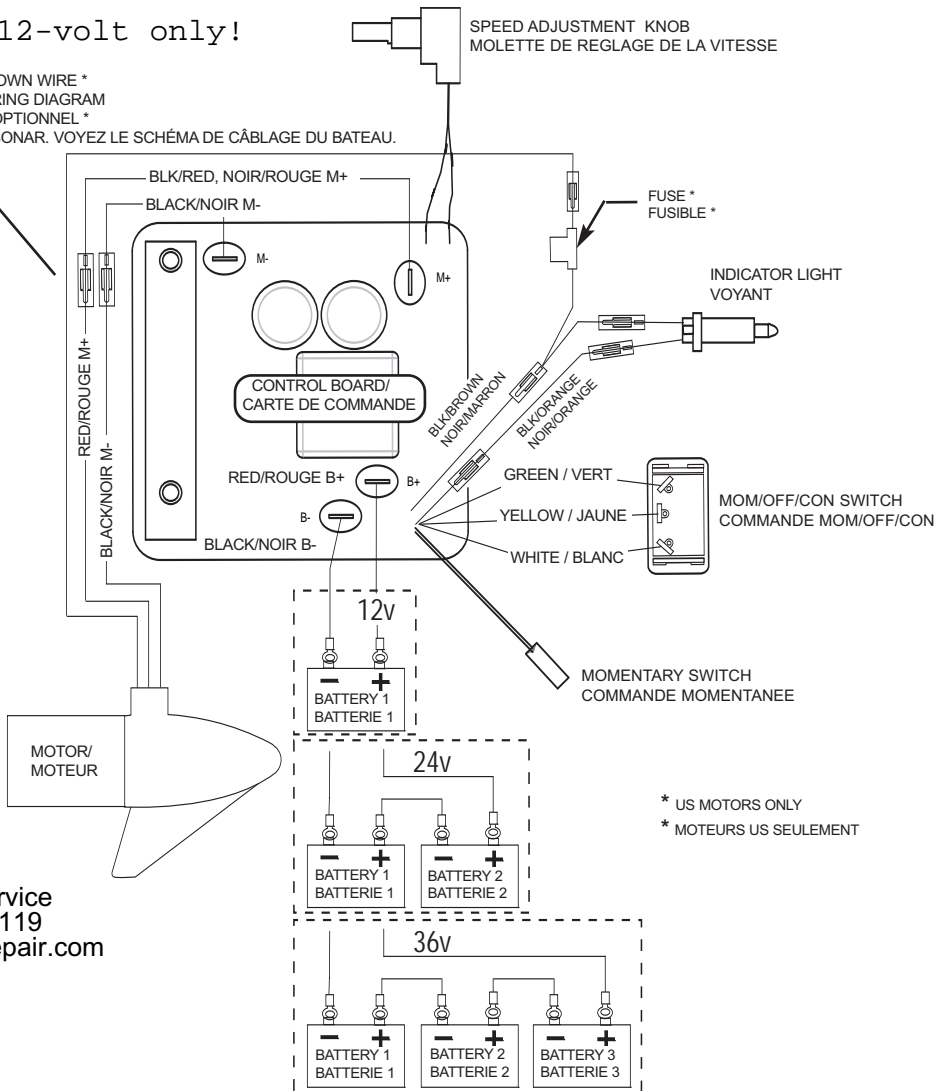 12-volt only!
SPEED ADJUSTMENT KNOB
MOLETTE DE REGLAGE DE LA VITESSE
OWN WIRE *
RING DIAGRAM
OPTIONNEL *
SONAR. VOYEZ LE SCHÉMA DE CÂBLAGE DU BATEAU.
BLK/RED, NOIR/ROUGE M+
BLACK/NOIR M-
FUSE *
FUSIBLE *
M-
M+
INDICATOR LIGHT
VOYANT
RED/ROUGE M+
BLACK/NOIR M-
CONTROL BOARD/
CARTE DE COMMANDE
BLK/BROWN
NOIR/MARRON
BLK/ORANGE
NOIR/ORANGE
RED/ROUGE B+
B+
B-
BLACK/NOIR B-
GREEN / VERT
YELLOW / JAUNE
WHITE / BLANC
MOM/OFF/CON SWITCH
COMMANDE MOM/OFF/CON
12v
BATTERY 1
BATTERIE 1
MOMENTARY SWITCH
COMMANDE MOMENTANEE
MOTOR/
MOTEUR
24v
BATTERY 1
BATTERIE 1
BATTERY 2
BATTERIE 2
* US MOTORS ONLY
* MOTEURS US SEULEMENT
rvice
119
epair.com
36v
BATTERY 1
BATTERIE 1
BATTERY 2
BATTERIE 2
BATTERY 3
BATTERIE 3